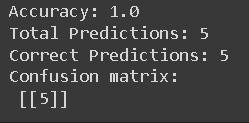 Accuracy: 1.0
Total Predictions: 5
Correct Predictions: 5
Confusion matrix:
[[5]]